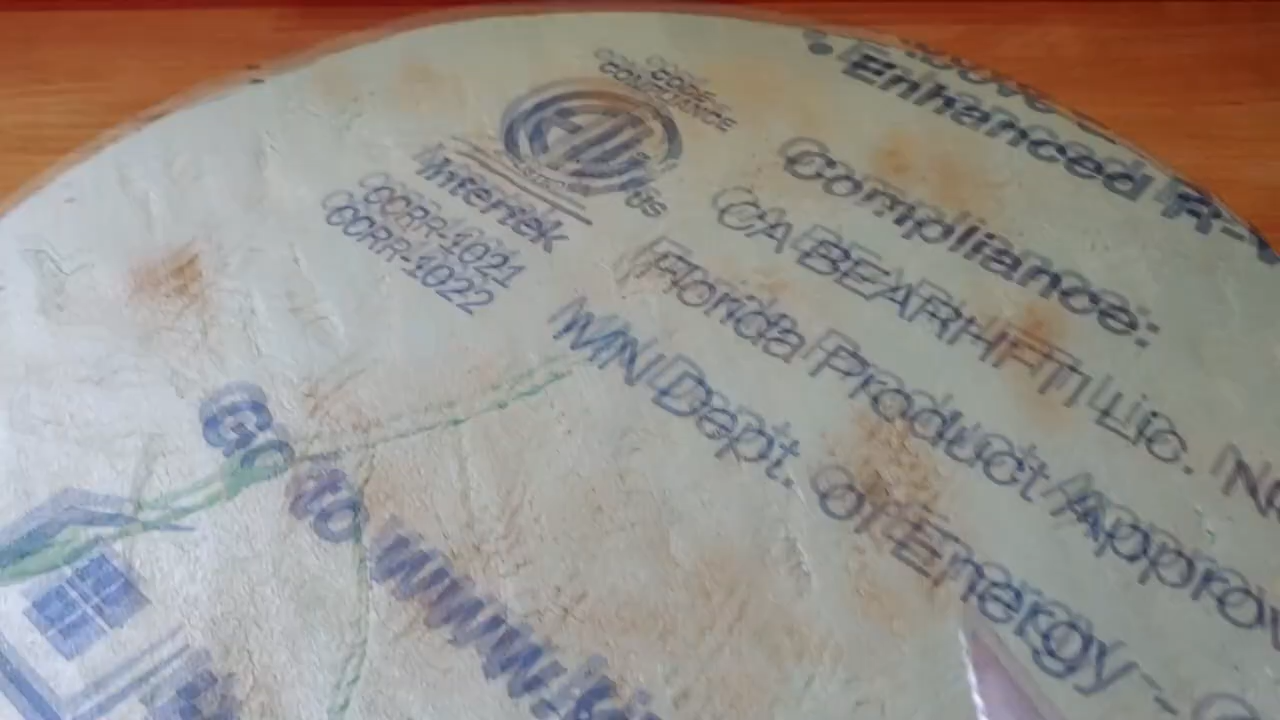 Enhanced R-
Compliance:
CA BEARHFTI Lic.
Florida Product Approv
MN Dept. of Energy -
CODE
COMPLIANCE
US
Intertek
CCRR-1021
CCRR-1022
Go to www.